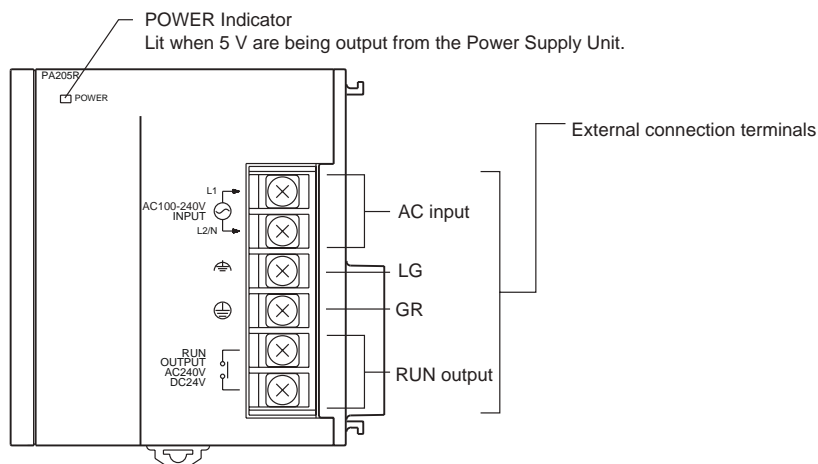 POWER Indicator
Lit when 5 V are being output from the Power Supply Unit.
PA205R
POWER
External connection terminals
L1
AC100-240V
INPUT
L2/N
AC input
LG
GR
RUN
OUTPUT
AC240V
DC24V
RUN output